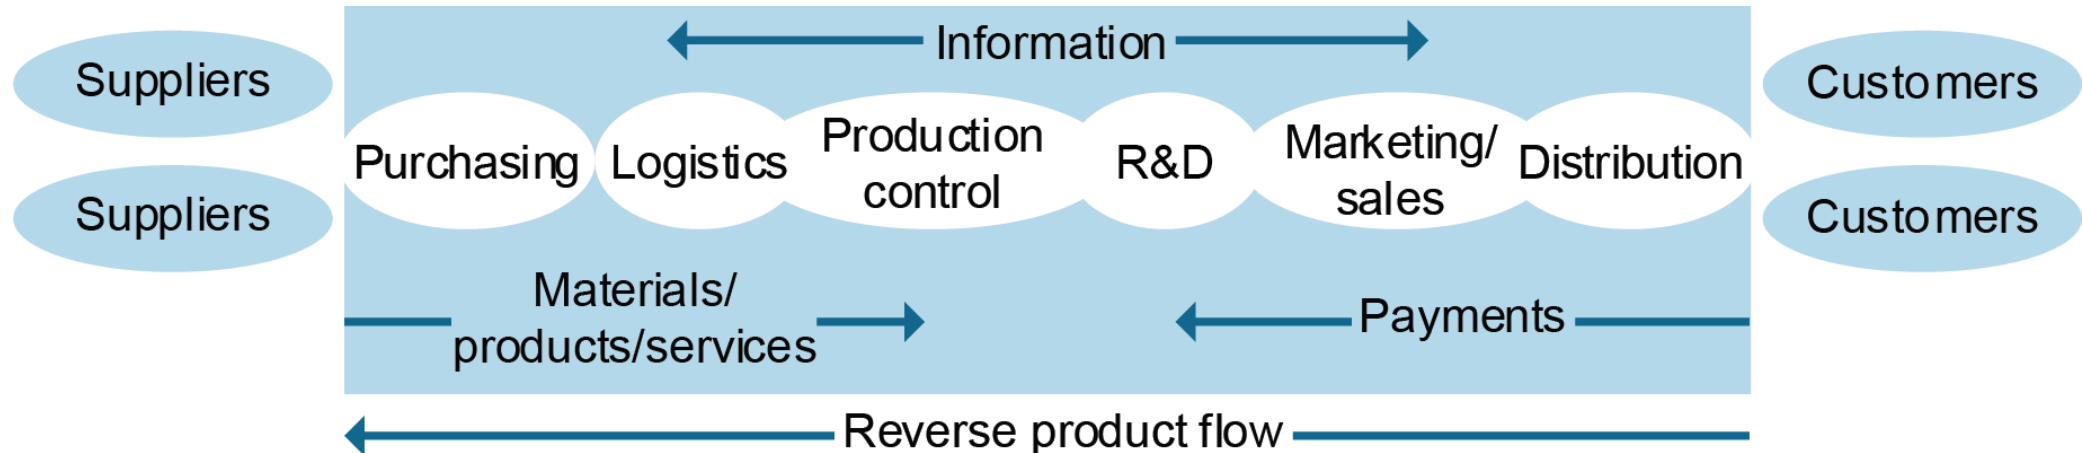 Information
Suppliers
Customers
Purchasing
Logistics
Production
control
R&D
Marketing/
sales
Distribution
Suppliers
Customers
Materials/
products/services
Payments
Reverse product flow